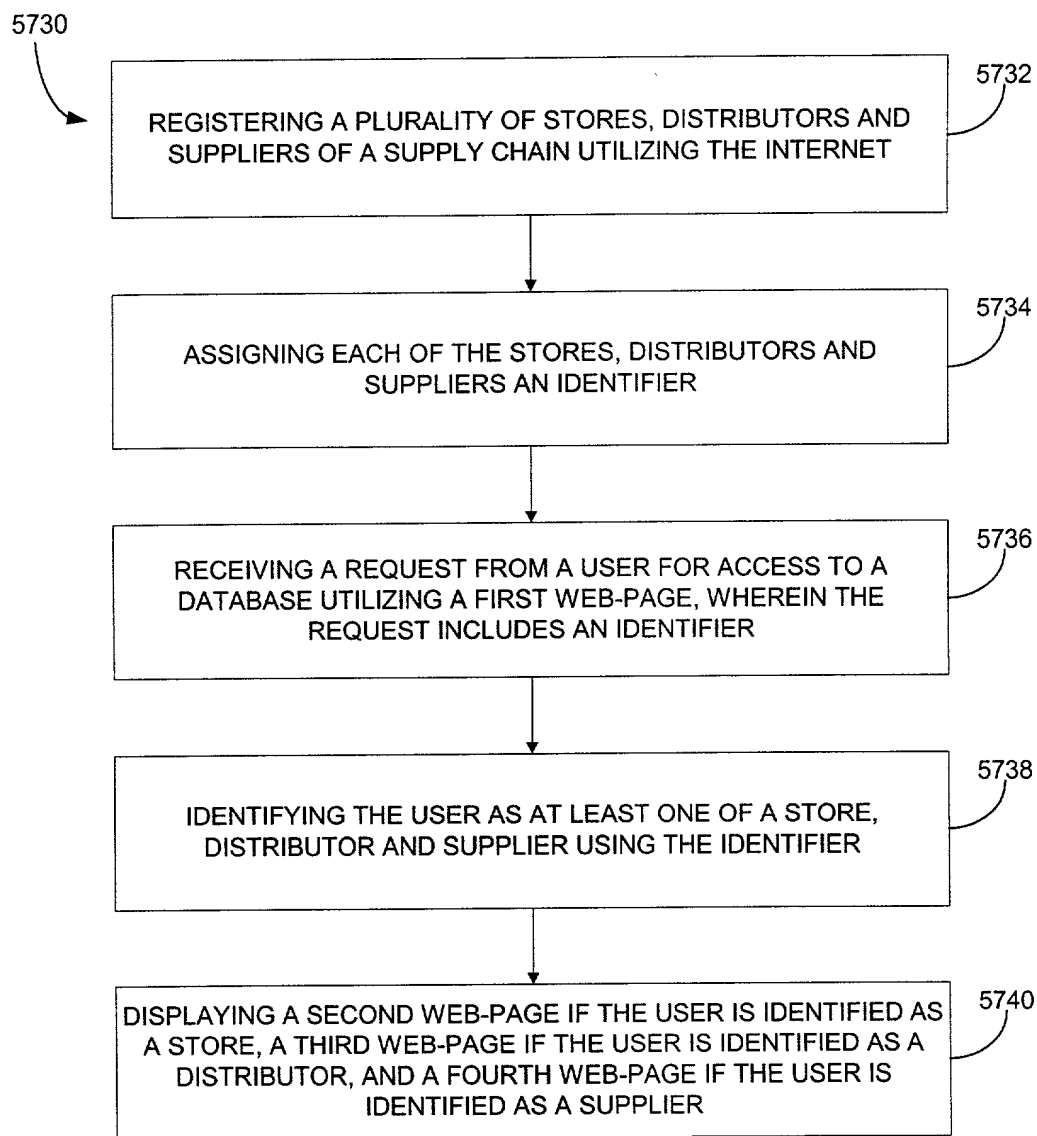 5730
5732
REGISTERING A PLURALITY OF STORES, DISTRIBUTORS AND
SUPPLIERS OF A SUPPLY CHAIN UTILIZING THE INTERNET
5734
ASSIGNING EACH OF THE STORES, DISTRIBUTORS AND
SUPPLIERS AN IDENTIFIER
5736
RECEIVING A REQUEST FROM A USER FOR ACCESS TO A
DATABASE UTILIZING A FIRST WEB-PAGE, WHEREIN THE
REQUEST INCLUDES AN IDENTIFIER
5738
IDENTIFYING THE USER AS AT LEAST ONE OF A STORE,
DISTRIBUTOR AND SUPPLIER USING THE IDENTIFIER
5740
DISPLAYING A SECOND WEB-PAGE IF THE USER IS IDENTIFIED AS
A STORE, A THIRD WEB-PAGE IF THE USER IS IDENTIFIED AS A
DISTRIBUTOR, AND A FOURTH WEB-PAGE IF THE USER IS
IDENTIFIED AS A SUPPLIER